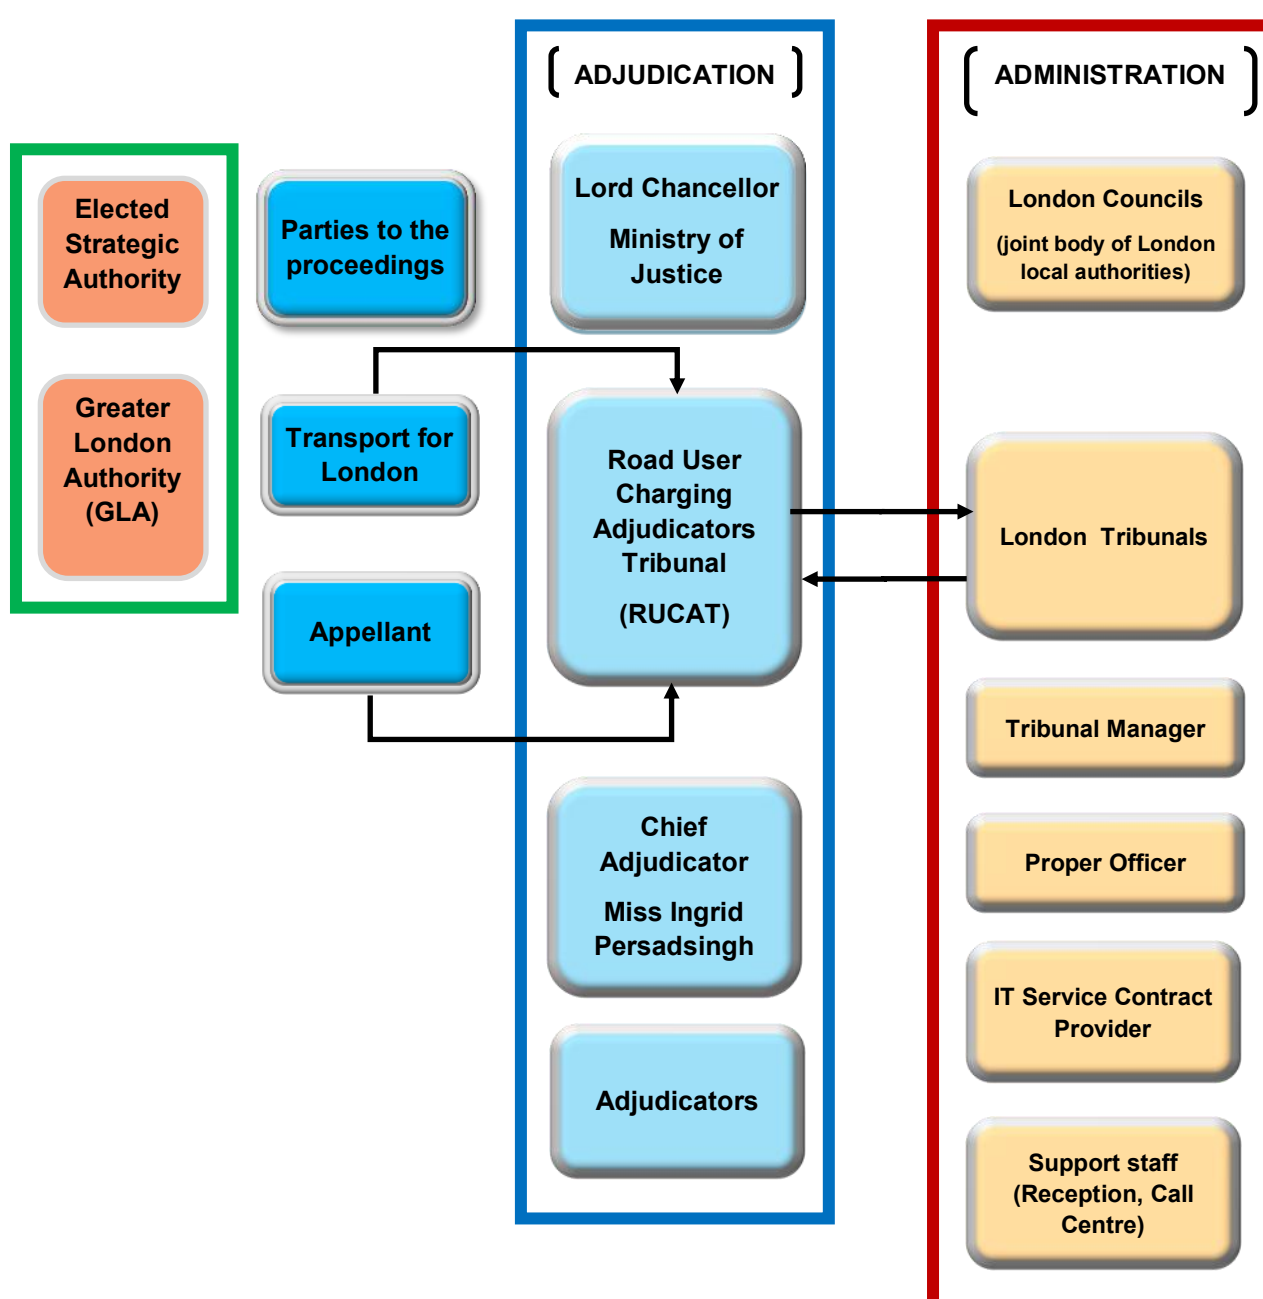 ADJUDICATION
ADMINISTRATION
Elected
Strategic
Authority
Greater
London
Authority
(GLA)
Parties to the
proceedings
Transport for
London
Appellant
Lord Chancellor
Ministry of
Justice
Road User
Charging
Adjudicators
Tribunal
(RUCAT)
Chief
Adjudicator
Miss Ingrid
Persadsingh
Adjudicators
London Councils
(joint body of London
local authorities)
London Tribunals
Tribunal Manager
Proper Officer
IT Service Contract
Provider
Support staff
(Reception, Call
Centre)